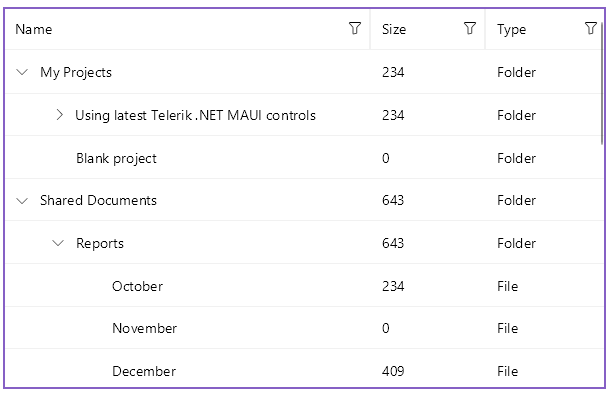 Name Size Type
My Projects 234 Folder
Using latest Telerik .NET MAUI controls 234 Folder
Blank project 0 Folder
Shared Documents 643 Folder
Reports 643 Folder
October 234 File
November 0 File
December 409 File